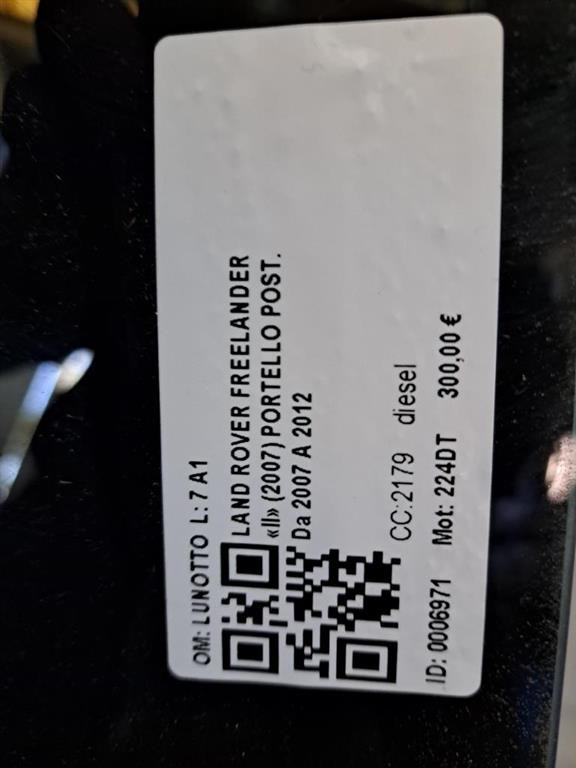 OM: LUNOTTO L: 7 A1
LAND ROVER FREELANDER
«II» (2007) PORTELLO POST.
Da 2007 A 2012
CC:2179 diesel
ID: 0006971 Mot: 224DT 300,00 €